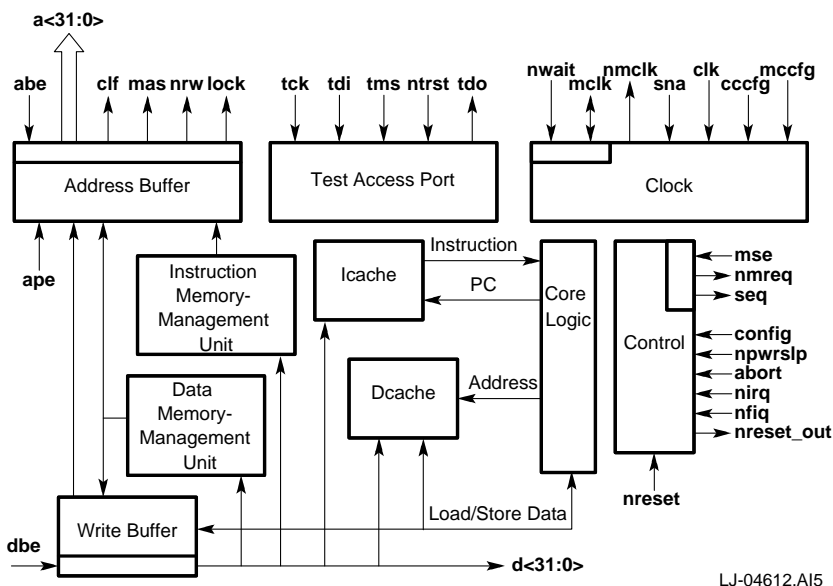 a<31:0>
abe
clf
mas
nrw
lock
tck
tdi
tms
ntrst
tdo
nwait
mclk
nmclk
sna
clk
cccfg
mccfg
Address Buffer
Test Access Port
Clock
ape
Instruction
Memory-
Management
Unit
Icache
Instruction
PC
Core
Logic
Control
mse
nmreq
seq
config
npwrslp
abort
nirq
nfiq
nreset_out
Data
Memory-
Management
Unit
Dcache
Address
nreset
Write Buffer
Load/Store Data
dbe
d<31:0>
LJ-04612.AI5